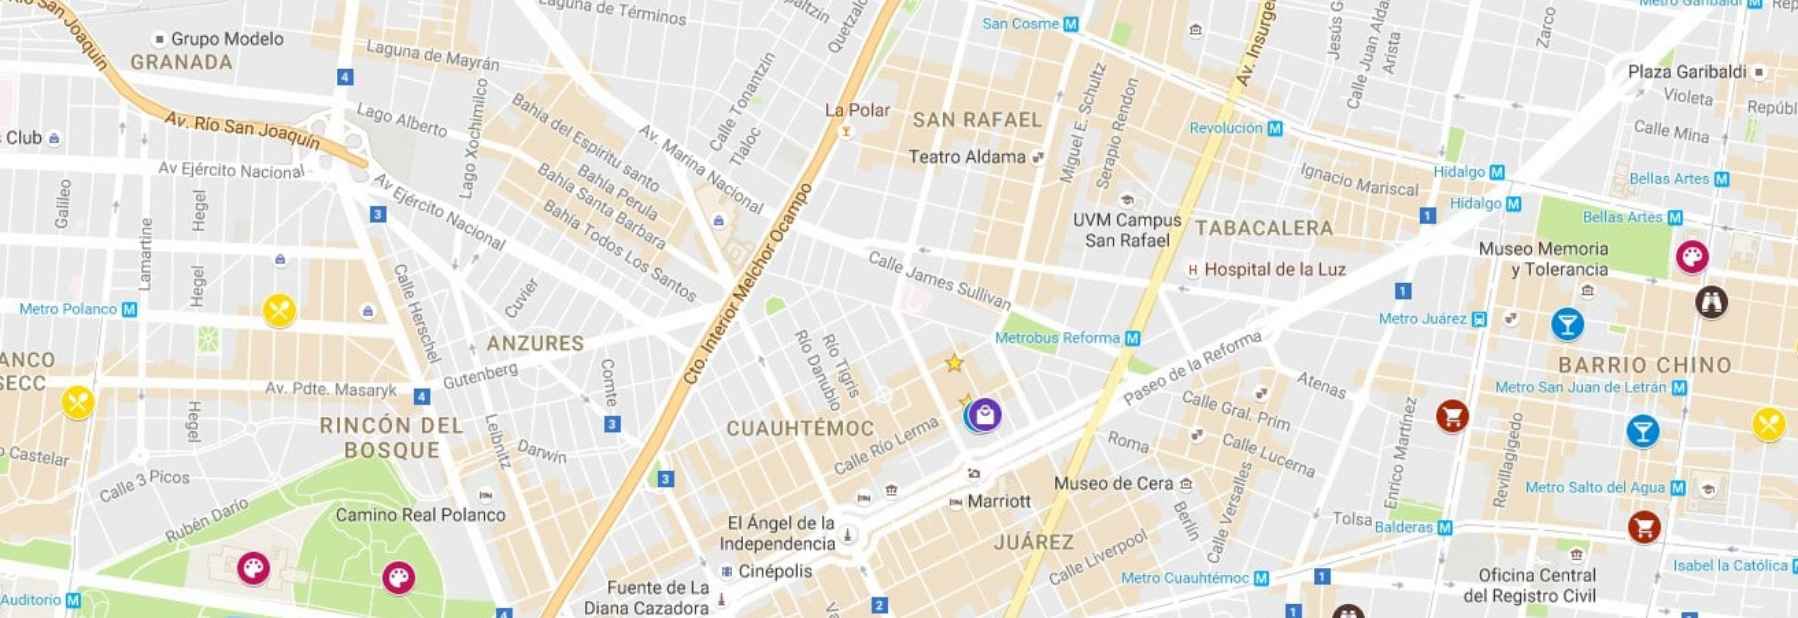 Río San Joaquín
Laguna de Términos
Quetzalc
San Cosme M
Av. Insurgen
Jesús G
Calle Juan Alda
Arista
Zarco
Metro Garibaldi M
Rep
Grupo Modelo
GRANADA
Laguna de Mayrán
4
Plaza Garibaldi
Violeta
Repúbl
Calle Mina
Lago Alberto
Lago Xochimilco
Bahía del Espíritu santo
Av. Marina Nacional
Calle Tonantzin
Tlaloc
La Polar
SAN RAFAEL
Teatro Aldama
Miguel E. Schultz
Serapio Rendon
Revolución M
Av. Río San Joaquín
s Club
Av Ejército Nacional
Galileo
Hegel
Lamartine
3
Av Ejército Nacional
Bahía Perula
Bahía Santa Barbara
Bahía Todos Los Santos
Cto. Interior Melchor Ocampo
Ignacio Mariscal
Hidalgo M
Hidalgo M
1
Bellas Artes M
Bellas Artes M
UVM Campus
San Rafael
TABACALERA
Museo Memoria
y Tolerancia
Calle James Sullivan
H Hospital de la Luz
1
Hegel
Calle Herschel
Cuvier
Metro Polanco M
Metro Juárez
ANZURES
Río Tigris
Río Danubio
Metrobus Reforma M
Paseo de la Reforma
BARRIO CHINO
ANCO
SECC
Av. Pdte. Masaryk
4
Gutenberg
Comte
Metro San Juan de Letrán M
Atenas
Calle Gral. Prim
Hegel
RINCÓN DEL
BOSQUE
Leibnitz
Darwin
3
CUAUHTÉMOC
Calle Río Lerma
Roma
Calle Lucerna
Enrico Martínez
Revillagigedo
o Castelar
Calle 3 Picos
3
Museo de Cera
Metro Salto del Agua M
Rubén Darío
Camino Real Polanco
Marriott
Berlín
Calle Versalles
Tolsa
Balderas M
El Ángel de la
Independencia
JUÁREZ
Calle Liverpool
Cinépolis
Metro Cuauhtémoc M
1
Isabel la Católica
Oficina Central
del Registro Civil
Auditorio M
Fuente de La
Diana Cazadora
4
2
1